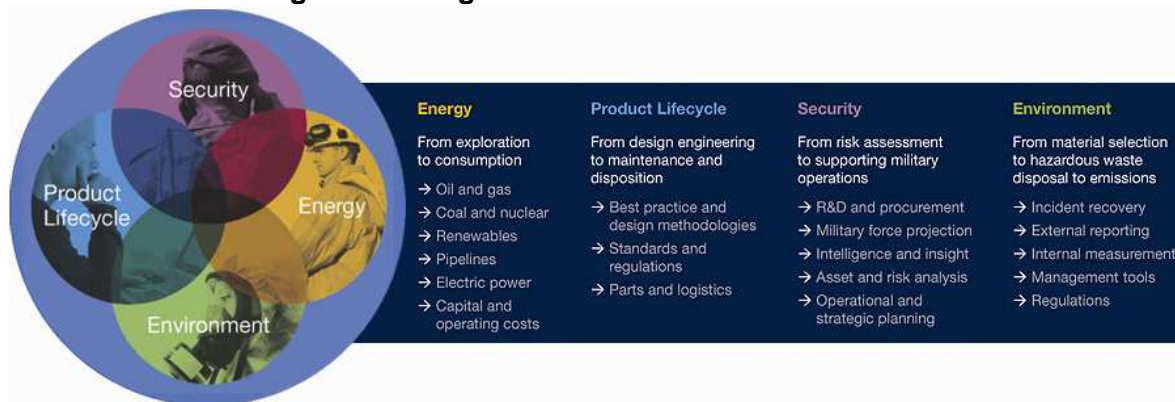 Security
Product
Lifecycle
Energy
Environment
Energy
From exploration
to consumption
→ Oil and gas
→ Coal and nuclear
→ Renewables
→ Pipelines
→ Electric power
→ Capital and
operating costs
Product Lifecycle
From design engineering
to maintenance and
disposition
→ Best practice and
design methodologies
→ Standards and
regulations
→ Parts and logistics
Security
From risk assessment
to supporting military
operations
→ R&D and procurement
→ Military force projection
→ Intelligence and insight
→ Asset and risk analysis
→ Operational and
strategic planning
Environment
From material selection
to hazardous waste
disposal to emissions
→ Incident recovery
→ External reporting
→ Internal measurement
→ Management tools
→ Regulations